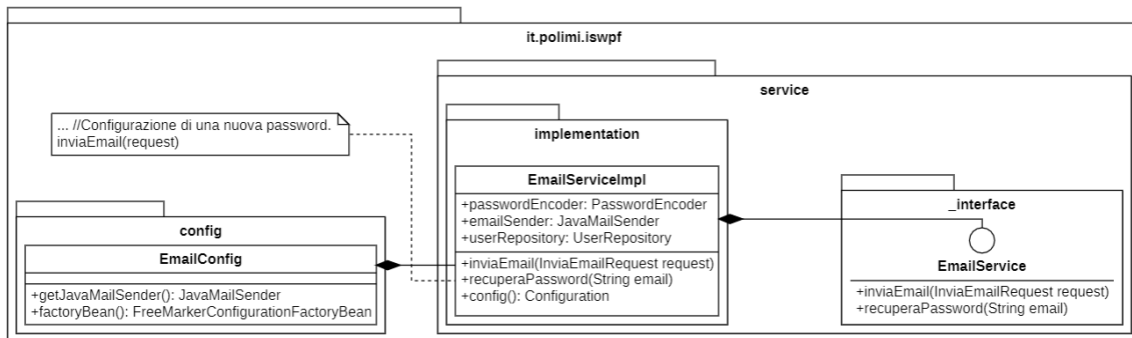 it.polimi.iswpf
service
... //Configurazione di una nuova password.
inviaEmail(request)
implementation
EmailServiceImpl
+passwordEncoder: PasswordEncoder
+emailSender: JavaMailSender
+userRepository: UserRepository
+inviaEmail(InviaEmailRequest request)
+recuperaPassword(String email)
+config(): Configuration
_interface
EmailService
+inviaEmail(InviaEmailRequest request)
+recuperaPassword(String email)
config
EmailConfig
+getJavaMailSender(): JavaMailSender
+factoryBean(): FreeMarkerConfigurationFactoryBean